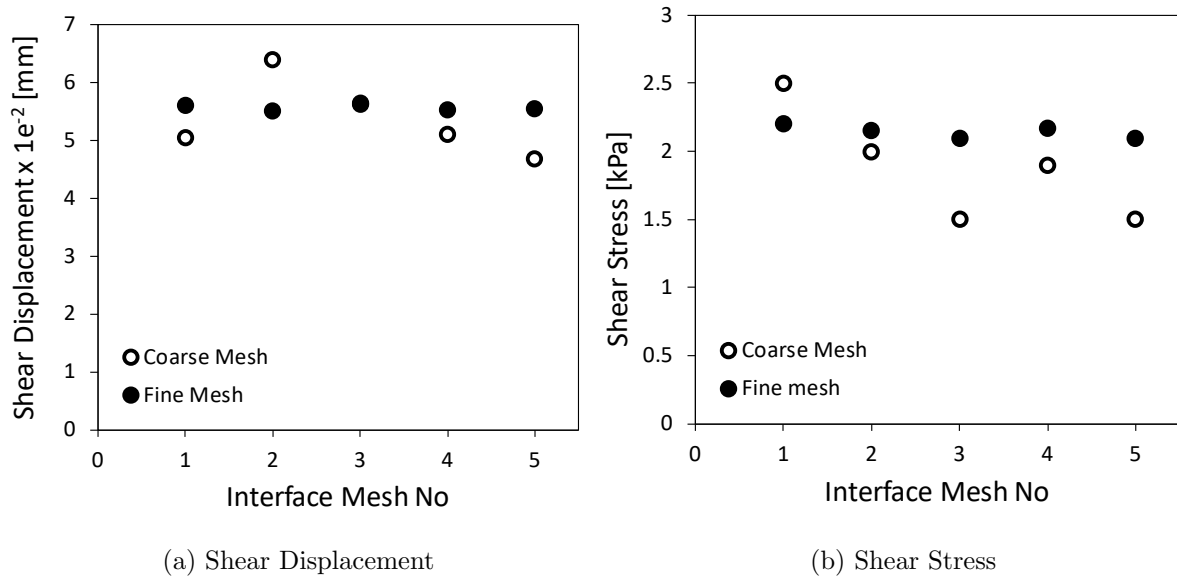 7
6
5
4
3
2
1
0
Shear Displacement x 1e-2 [mm]
Coarse Mesh
Fine Mesh
0 1 2 3 4 5
Interface Mesh No
(a) Shear Displacement
3
2.5
2
1.5
1
0.5
0
Shear Stress [kPa]
Coarse Mesh
Fine mesh
0 1 2 3 4 5
Interface Mesh No
(b) Shear Stress